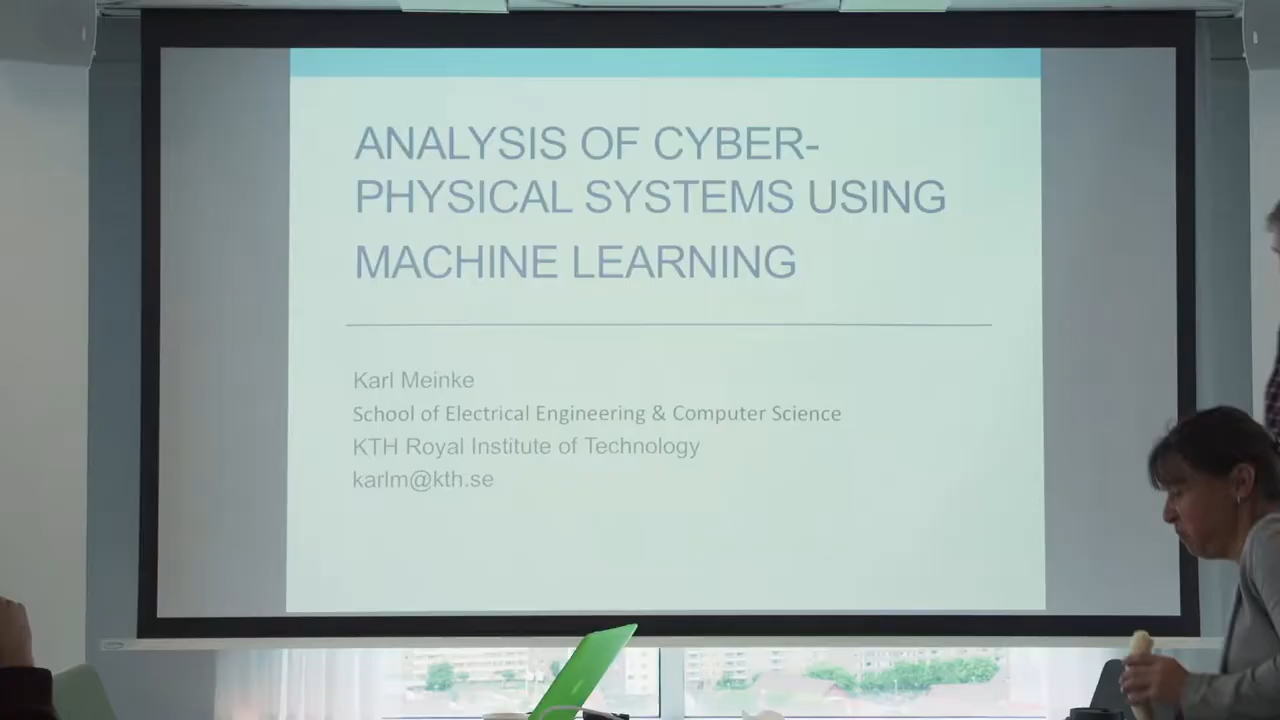 ANALYSIS OF CYBER-
PHYSICAL SYSTEMS USING
MACHINE LEARNING
Karl Meinke
School of Electrical Engineering & Computer Science
KTH Royal Institute of Technology
karlm@kth.se